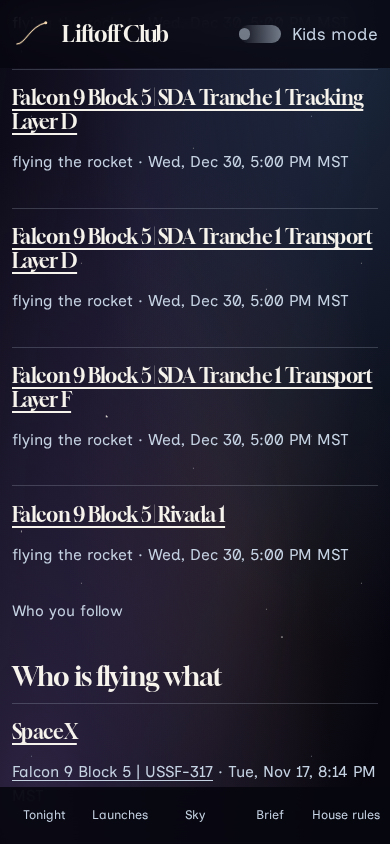 Liftoff Club
Kids mode
Falcon 9 Block 5 | SDA Tranche 1 Tracking
Layer D
flying the rocket · Wed, Dec 30, 5:00 PM MST
Falcon 9 Block 5 | SDA Tranche 1 Transport
Layer D
flying the rocket · Wed, Dec 30, 5:00 PM MST
Falcon 9 Block 5 | SDA Tranche 1 Transport
Layer F
flying the rocket · Wed, Dec 30, 5:00 PM MST
Falcon 9 Block 5 | Rivada 1
flying the rocket · Wed, Dec 30, 5:00 PM MST
Who you follow
Who is flying what
SpaceX
Falcon 9 Block 5 | USSF-317 · Tue, Nov 17, 8:14 PM
MST
Tonight
Launches
Sky
Brief
House rules